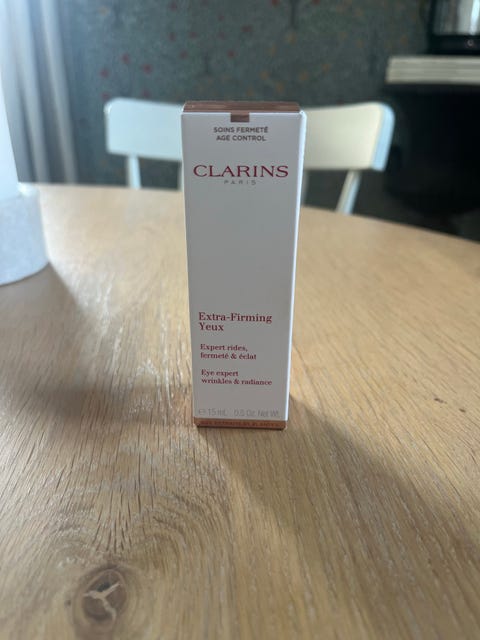 SOINS FERMETÉ
AGE CONTROL
CLARINS
PARIS
Extra-Firming
Yeux
Expert rides,
fermeté & éclat
Eye expert
wrinkles & radiance
℮ 15 mL 0.5 Oz. Net Wt.